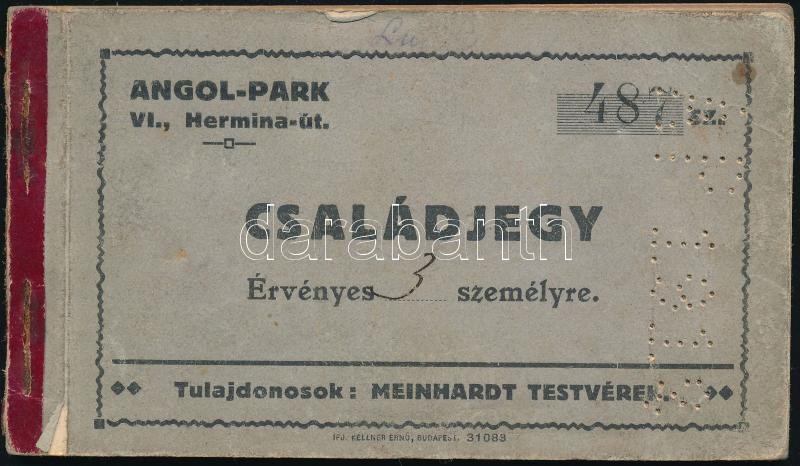 ANGOL-PARK
VI., Hermina-út.
487 sz.
CSALÁDJEGY
darabanth
Érvényes 3 személyre.
Tulajdonosok: MEINHARDT TESTVÉREK.
IFJ. KELLNER ERNŐ, BUDAPEST. 31083